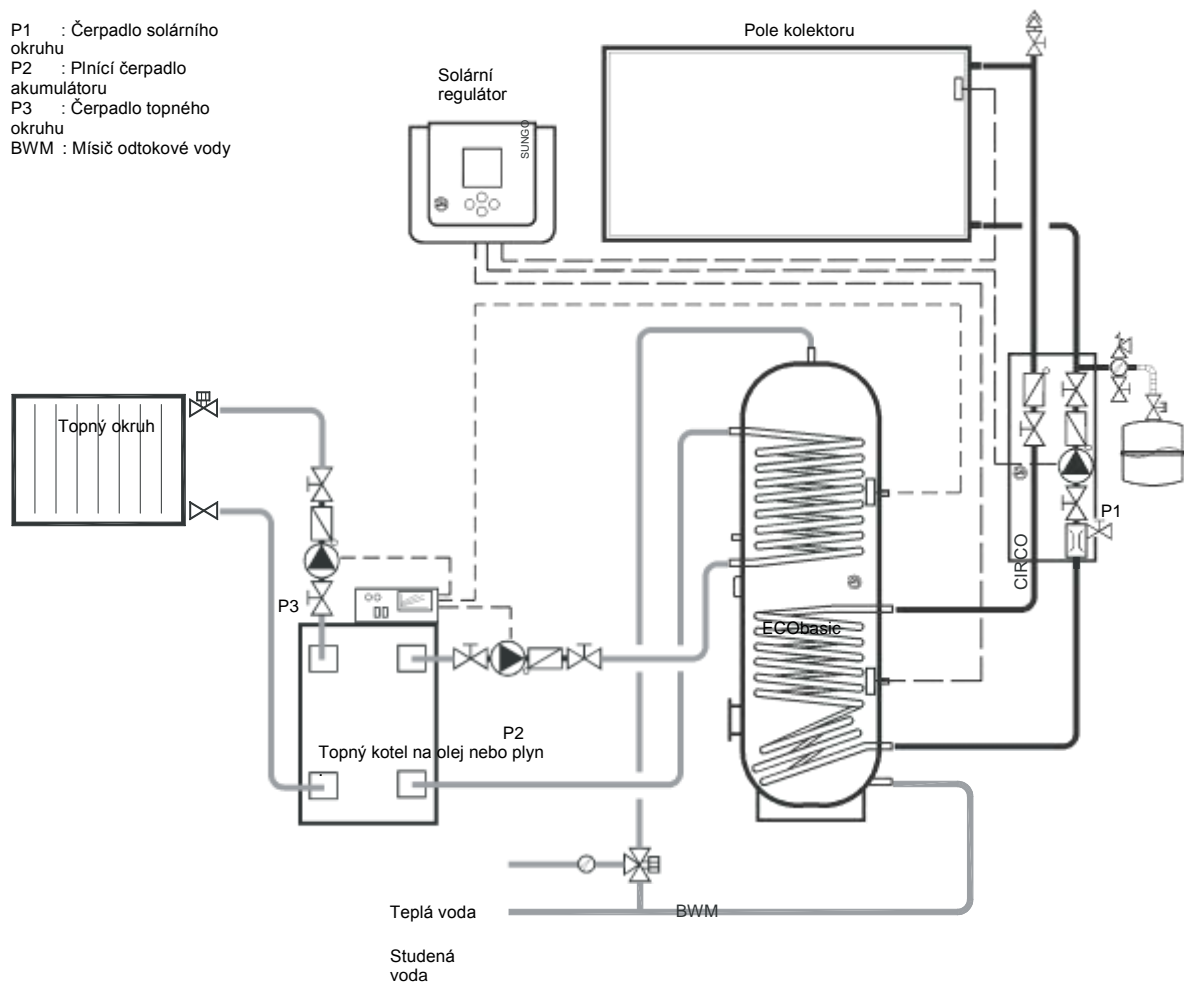 P1 : Čerpadlo solárního
okruhu
P2 : Plnící čerpadlo
akumulátoru
P3 : Čerpadlo topného
okruhu
BWM : Mísič odtokové vody
Solární
regulátor
SUNGO
Pole kolektoru
Topný okruh
P3
P1
CIRCO
ECObasic
P2
Topný kotel na olej nebo plyn
.
Teplá voda
BWM
Studená
voda